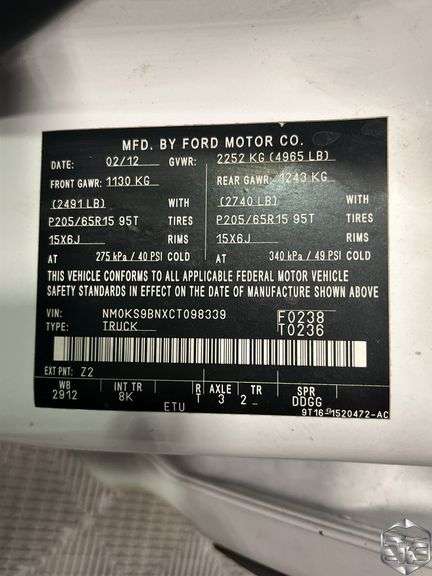 MFD. BY FORD MOTOR CO.
DATE: 02/12 GVWR: 2252 KG (4965 LB)
FRONT GAWR: 1130 KG REAR GAWR: 1243 KG
(2491 LB) WITH (2740 LB) WITH
P205/65R15 95T TIRES P205/65R15 95T TIRES
15X6J RIMS 15X6J RIMS
AT 275 kPa / 40 PSI COLD AT 340 kPa / 49 PSI COLD
THIS VEHICLE CONFORMS TO ALL APPLICABLE FEDERAL MOTOR VEHICLE
SAFETY STANDARDS IN EFFECT ON THE DATE OF MANUFACTURE SHOWN ABOVE.
VIN: NM0KS9BNXCT098339 F0238
TYPE: TRUCK T0236
EXT PNT: Z2
WB INT TR R AXLE TR SPR
2912 8K T 3 2- DDGG
ETU 9T16-1520472-AC